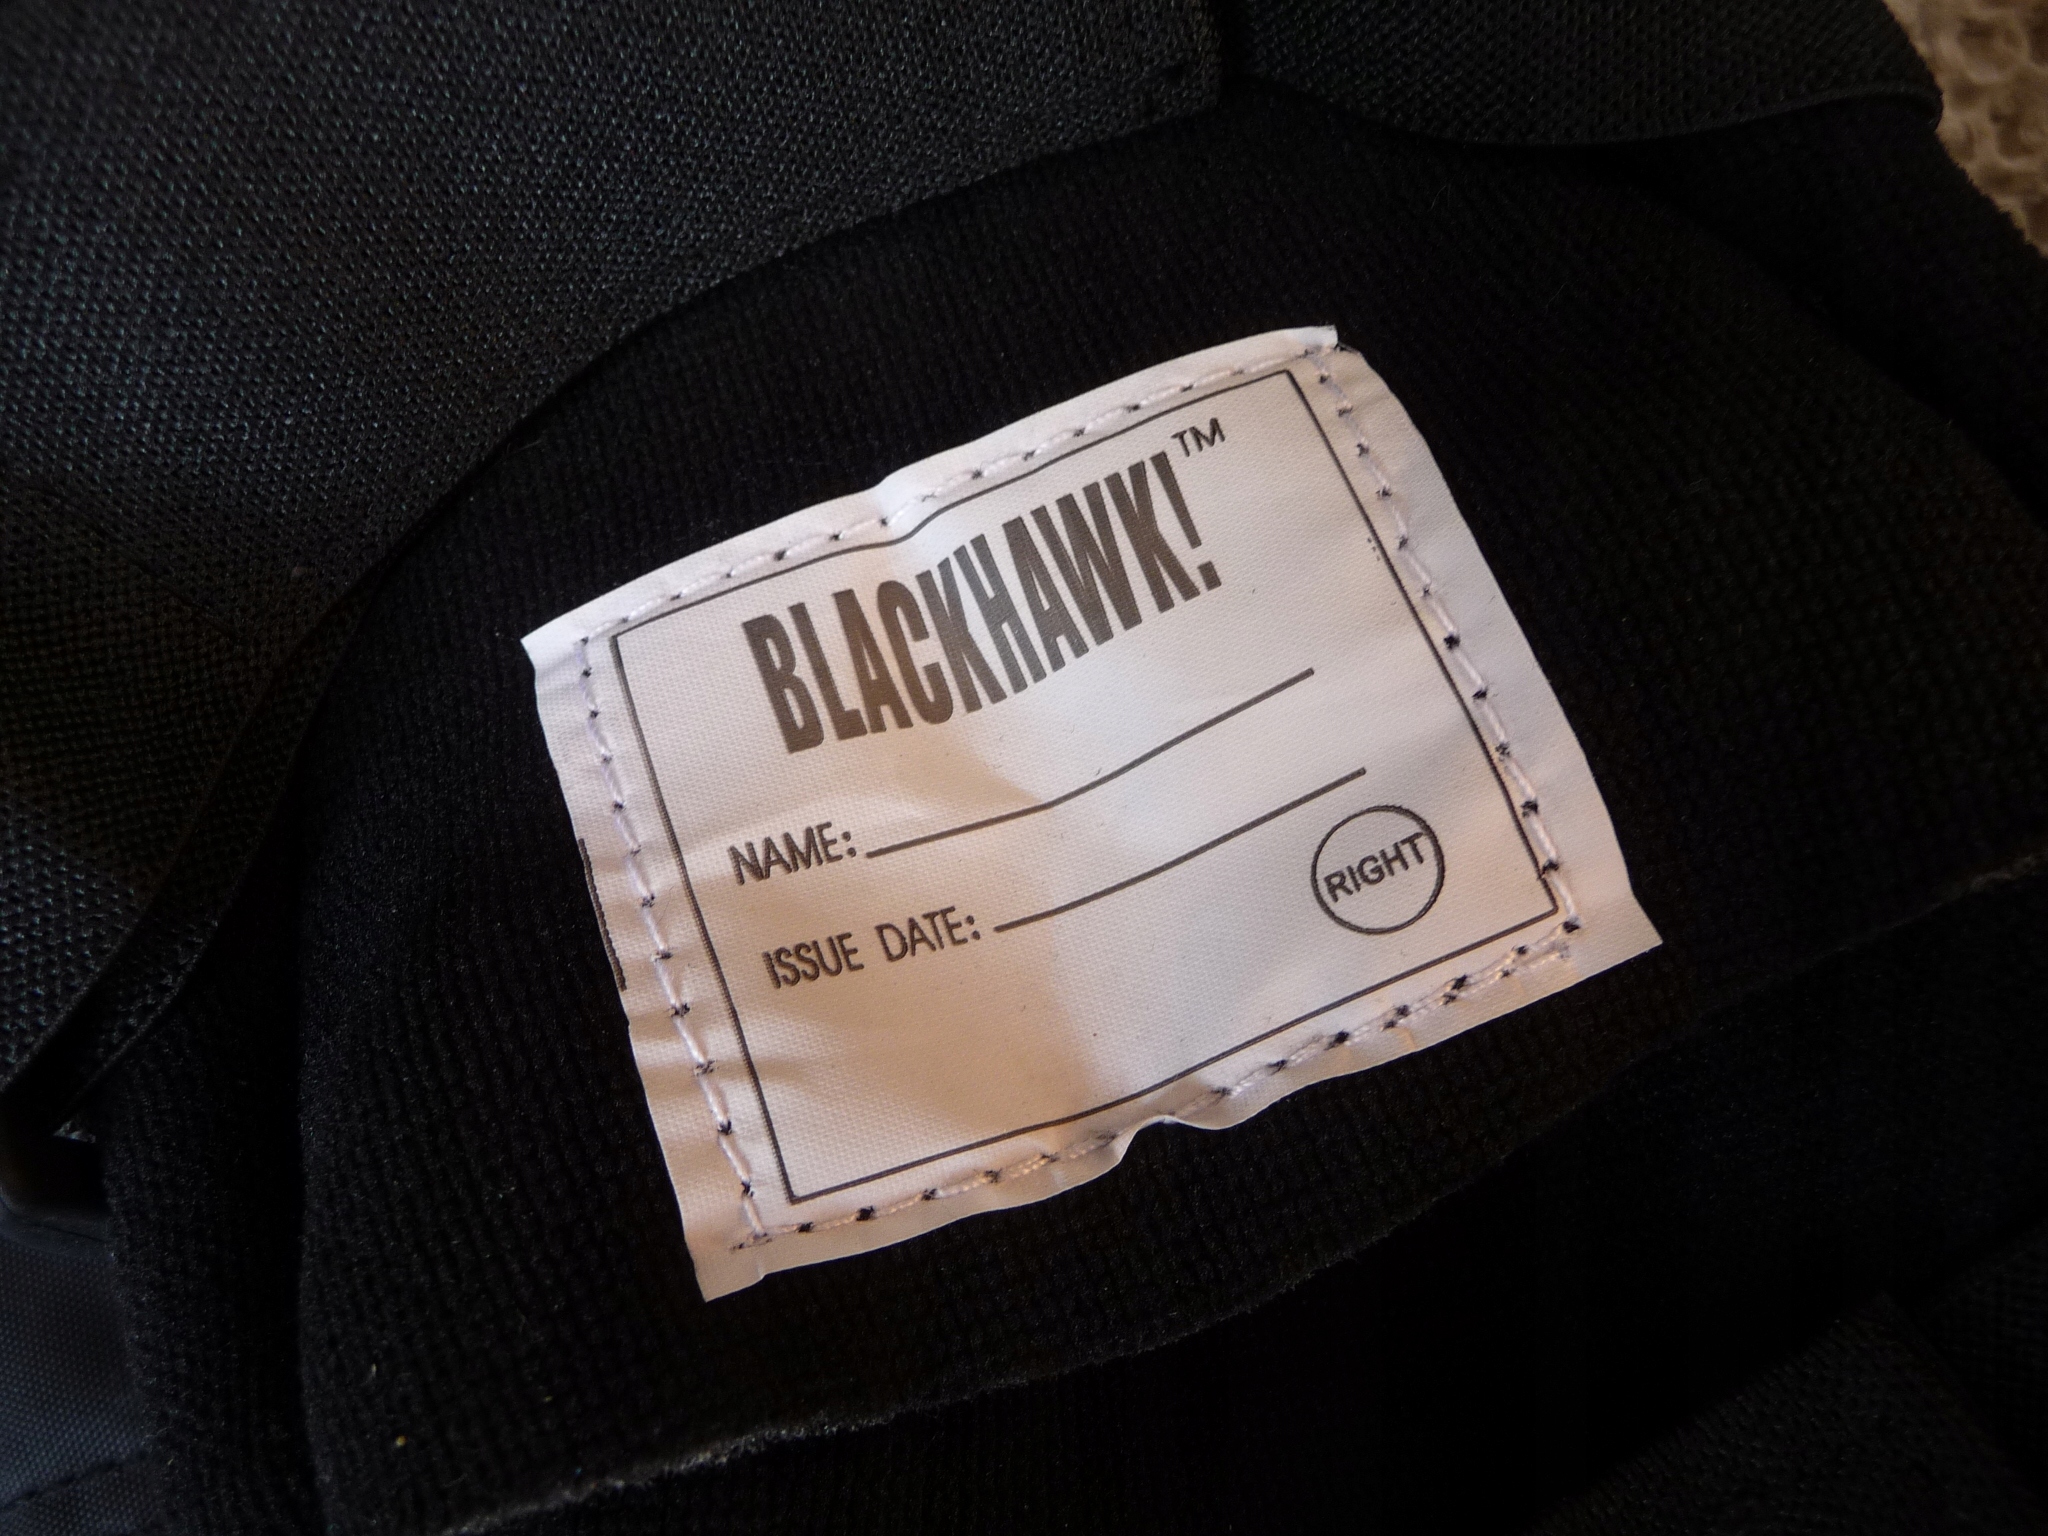 BLACKHAWK!™
NAME:
ISSUE DATE:
RIGHT